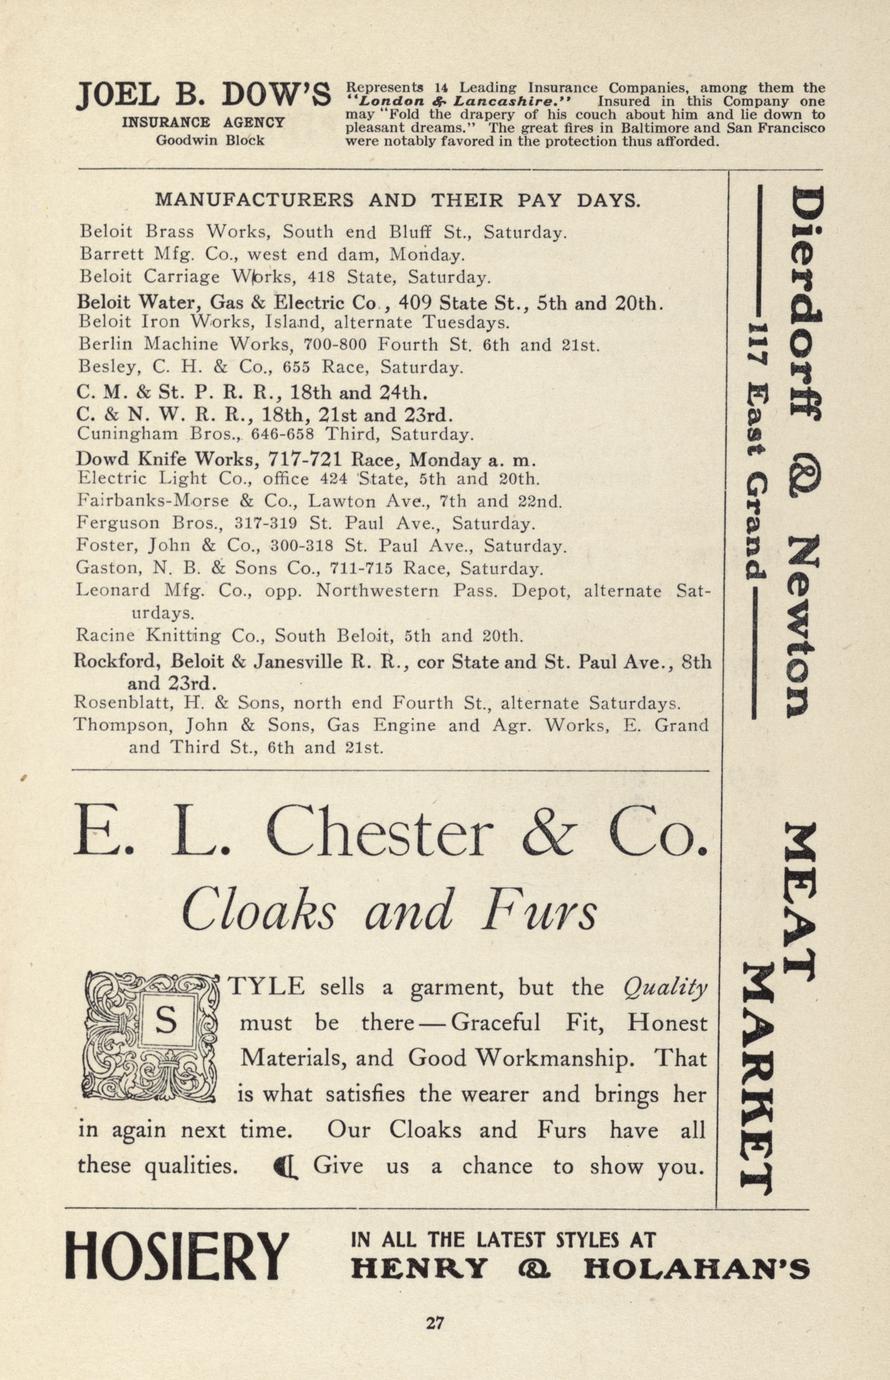 JOEL B. DOW'S
INSURANCE AGENCY
Goodwin Block
Represents 14 Leading Insurance Companies, among them the
"London & Lancashire." Insured in this Company one
may "Fold the drapery of his couch about him and lie down to
pleasant dreams." The great fires in Baltimore and San Francisco
were notably favored in the protection thus afforded.
MANUFACTURERS AND THEIR PAY DAYS.
Beloit Brass Works, South end Bluff St., Saturday.
Barrett Mfg. Co., west end dam, Monday.
Beloit Carriage Works, 418 State, Saturday.
Beloit Water, Gas & Electric Co., 409 State St., 5th and 20th.
Beloit Iron Works, Island, alternate Tuesdays.
Berlin Machine Works, 700-800 Fourth St. 6th and 21st.
Besley, C. H. & Co., 655 Race, Saturday.
C. M. & St. P. R. R., 18th and 24th.
C. & N. W. R. R., 18th, 21st and 23rd.
Cuningham Bros., 646-658 Third, Saturday.
Dowd Knife Works, 717-721 Race, Monday a. m.
Electric Light Co., office 424 State, 5th and 20th.
Fairbanks-Morse & Co., Lawton Ave., 7th and 22nd.
Ferguson Bros., 317-319 St. Paul Ave., Saturday.
Foster, John & Co., 300-318 St. Paul Ave., Saturday.
Gaston, N. B. & Sons Co., 711-715 Race, Saturday.
Leonard Mfg. Co., opp. Northwestern Pass. Depot, alternate Sat-
urdays.
Racine Knitting Co., South Beloit, 5th and 20th.
Rockford, Beloit & Janesville R. R., cor State and St. Paul Ave., 8th
and 23rd.
Rosenblatt, H. & Sons, north end Fourth St., alternate Saturdays.
Thompson, John & Sons, Gas Engine and Agr. Works, E. Grand
and Third St., 6th and 21st.
E. L. Chester & Co.
Cloaks and Furs
STYLE sells a garment, but the Quality
must be there—Graceful Fit, Honest
Materials, and Good Workmanship. That
is what satisfies the wearer and brings her
in again next time. Our Cloaks and Furs have all
these qualities. ¶ Give us a chance to show you.
Dierdorff & Newton
117 East Grand
MEAT
MARKET
HOSIERY
IN ALL THE LATEST STYLES AT
HENRY & HOLAHAN'S
27